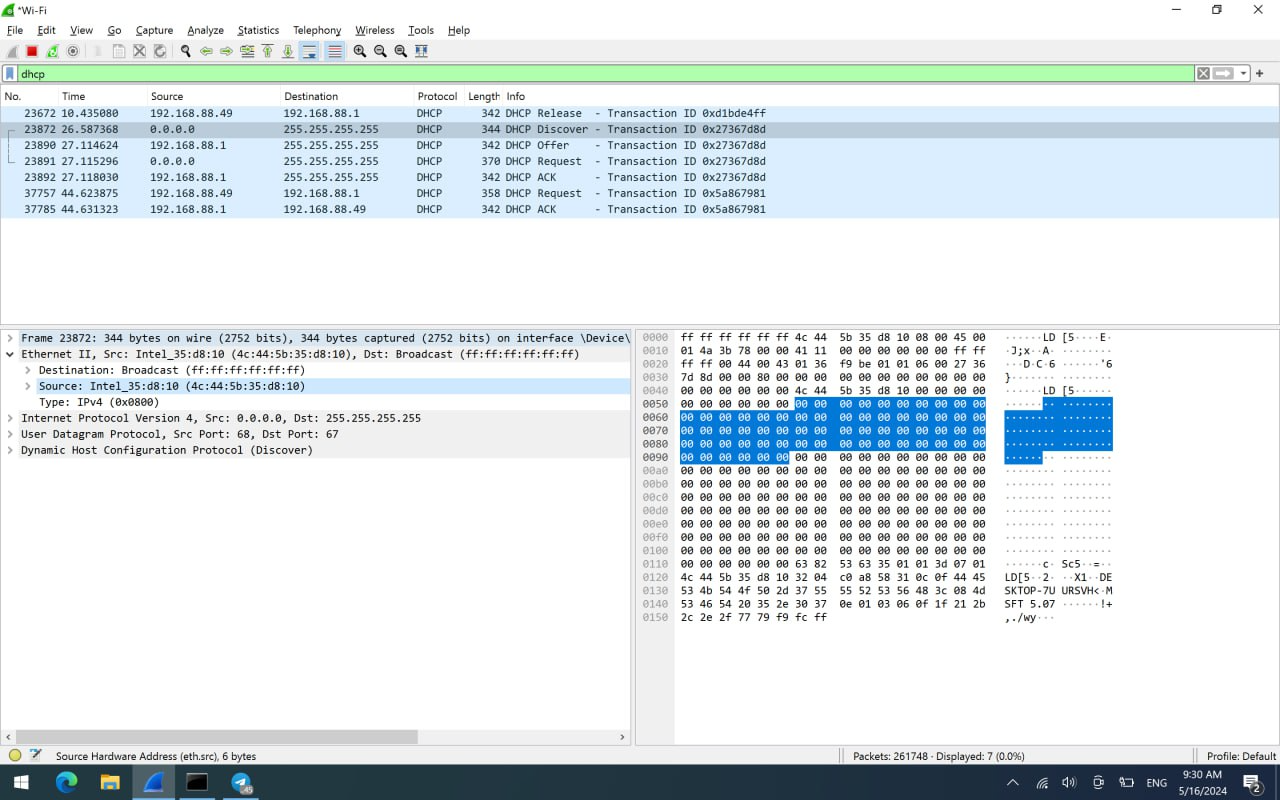 *Wi-Fi
File Edit View Go Capture Analyze Statistics Telephony Wireless Tools Help
dhcp
No. Time Source Destination Protocol Length Info
23672 10.435080 192.168.88.49 192.168.88.1 DHCP 342 DHCP Release - Transaction ID 0xd1bde4ff
23872 26.587368 0.0.0.0 255.255.255.255 DHCP 344 DHCP Discover - Transaction ID 0x27367d8d
23890 27.114624 192.168.88.1 255.255.255.255 DHCP 342 DHCP Offer - Transaction ID 0x27367d8d
23891 27.115296 0.0.0.0 255.255.255.255 DHCP 370 DHCP Request - Transaction ID 0x27367d8d
23892 27.118030 192.168.88.1 255.255.255.255 DHCP 342 DHCP ACK - Transaction ID 0x27367d8d
37757 44.623875 192.168.88.49 192.168.88.1 DHCP 358 DHCP Request - Transaction ID 0x5a867981
37785 44.631323 192.168.88.1 192.168.88.49 DHCP 342 DHCP ACK - Transaction ID 0x5a867981
Frame 23872: 344 bytes on wire (2752 bits), 344 bytes captured (2752 bits) on interface \Device\
Ethernet II, Src: Intel_35:d8:10 (4c:44:5b:35:d8:10), Dst: Broadcast (ff:ff:ff:ff:ff:ff)
Destination: Broadcast (ff:ff:ff:ff:ff:ff)
Source: Intel_35:d8:10 (4c:44:5b:35:d8:10)
Type: IPv4 (0x0800)
Internet Protocol Version 4, Src: 0.0.0.0, Dst: 255.255.255.255
User Datagram Protocol, Src Port: 68, Dst Port: 67
Dynamic Host Configuration Protocol (Discover)
0000 ff ff ff ff ff ff 4c 44 5b 35 d8 10 08 00 45 00 ······LD [5····E·
0010 01 4a 3b 78 00 00 41 11 00 00 00 00 00 00 ff ff ·J;x··A· ········
0020 ff ff 00 44 00 43 01 36 f9 be 01 01 06 00 27 36 ···D·C·6 ······'6
0030 7d 8d 00 00 80 00 00 00 00 00 00 00 00 00 00 00 }······· ········
0040 00 00 00 00 00 00 4c 44 5b 35 d8 10 00 00 00 00 ······LD [5······
0050 00 00 00 00 00 00 00 00 00 00 00 00 00 00 00 00 ········ ········
0060 00 00 00 00 00 00 00 00 00 00 00 00 00 00 00 00 ········ ········
0070 00 00 00 00 00 00 00 00 00 00 00 00 00 00 00 00 ········ ········
0080 00 00 00 00 00 00 00 00 00 00 00 00 00 00 00 00 ········ ········
0090 00 00 00 00 00 00 00 00 00 00 00 00 00 00 00 00 ········ ········
00a0 00 00 00 00 00 00 00 00 00 00 00 00 00 00 00 00 ········ ········
00b0 00 00 00 00 00 00 00 00 00 00 00 00 00 00 00 00 ········ ········
00c0 00 00 00 00 00 00 00 00 00 00 00 00 00 00 00 00 ········ ········
00d0 00 00 00 00 00 00 00 00 00 00 00 00 00 00 00 00 ········ ········
00e0 00 00 00 00 00 00 00 00 00 00 00 00 00 00 00 00 ········ ········
00f0 00 00 00 00 00 00 00 00 00 00 00 00 00 00 00 00 ········ ········
0100 00 00 00 00 00 00 00 00 00 00 00 00 00 00 00 00 ········ ········
0110 00 00 00 00 00 00 63 82 53 63 35 01 01 3d 07 01 ······c· Sc5··=··
0120 4c 44 5b 35 d8 10 32 04 c0 a8 58 31 0c 0f 44 45 LD[5··2· ··X1··DE
0130 53 4b 54 4f 50 2d 37 55 55 52 53 56 48 3c 08 4d SKTOP-7U URSVH<·M
0140 53 46 54 20 35 2e 30 37 0e 01 03 06 0f 1f 21 2b SFT 5.07 ······!+
0150 2c 2e 2f 77 79 f9 fc ff ,./wy···
Source Hardware Address (eth.src), 6 bytes
Packets: 261748 · Displayed: 7 (0.0%)
Profile: Default
45
ENG
9:30 AM
5/16/2024
2